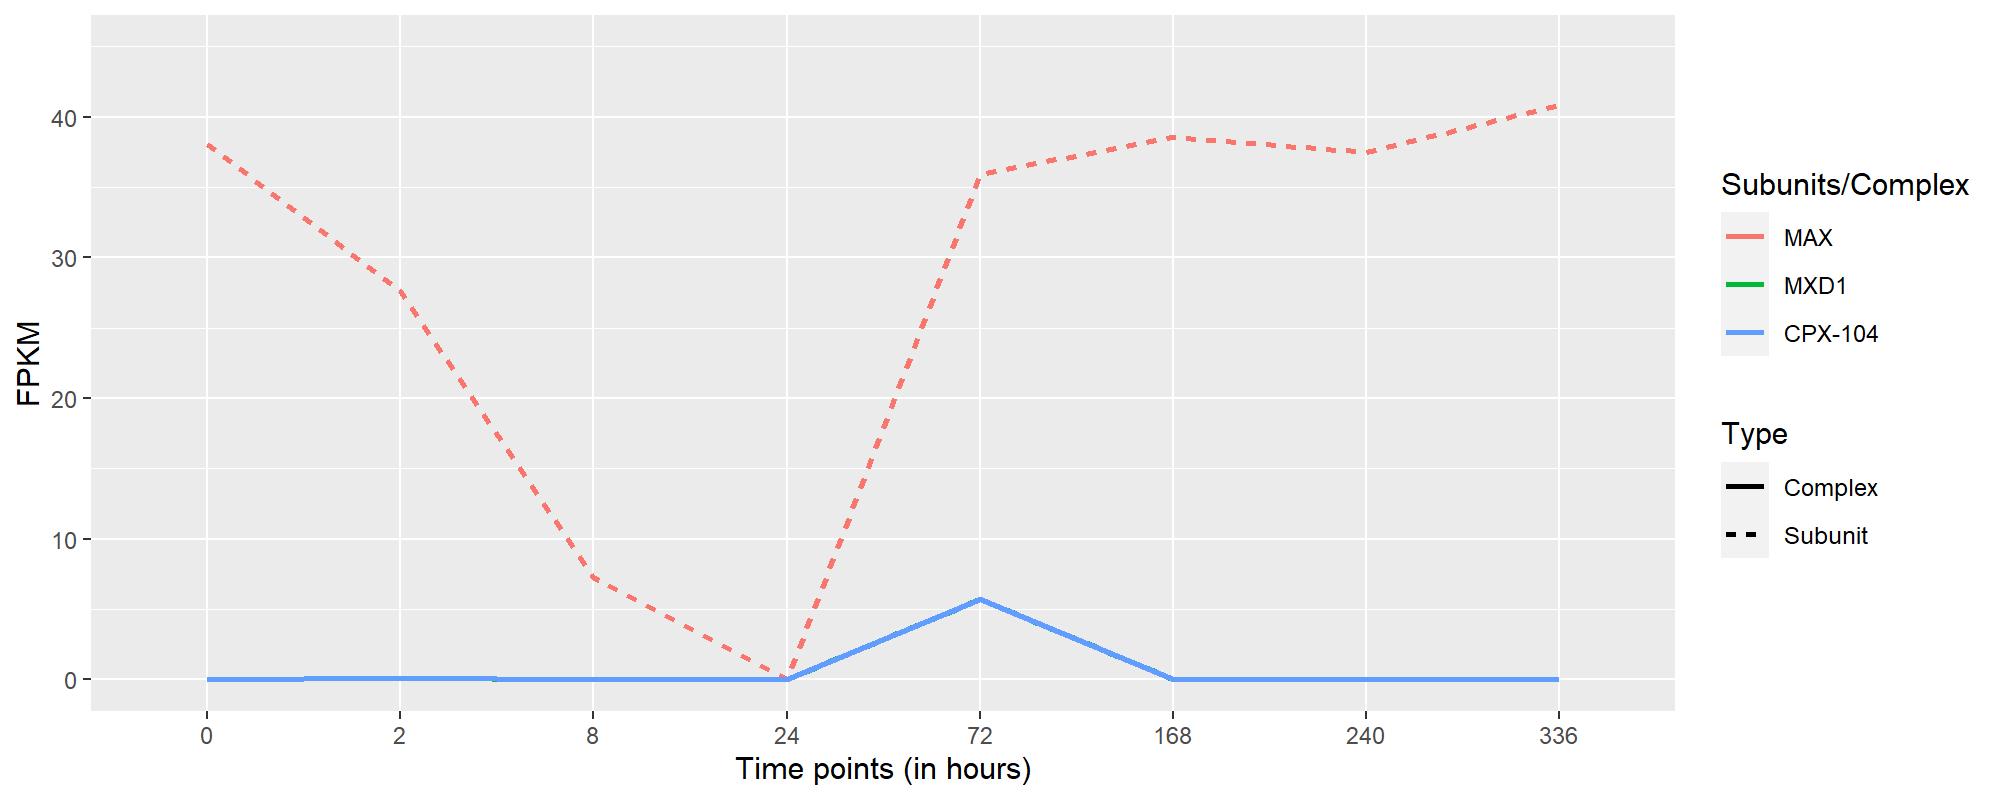 FPKM
40
30
20
10
0
0 2 8 24 72 168 240 336
Time points (in hours)
Subunits/Complex
MAX
MXD1
CPX-104
Type
Complex
Subunit